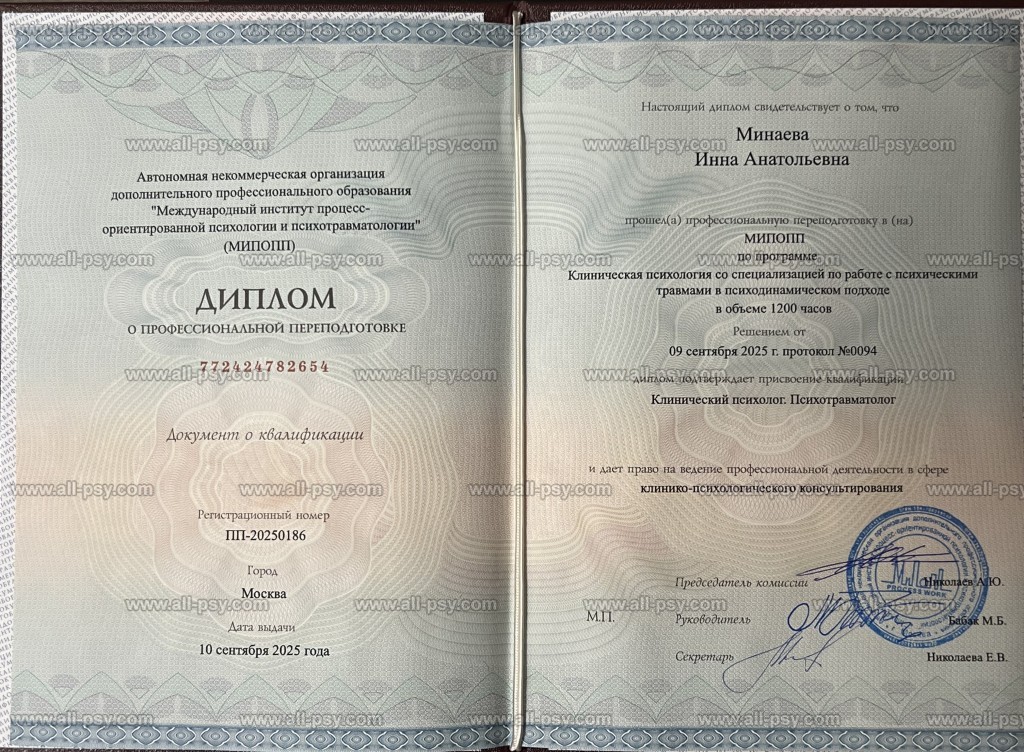 Автономная некоммерческая организация
дополнительного профессионального образования
"Международный институт процесс-
ориентированной психологии и психотравматологии"
(МИПОПП)
ДИПЛОМ
О ПРОФЕССИОНАЛЬНОЙ ПЕРЕПОДГОТОВКЕ
772424782654
Документ о квалификации
Регистрационный номер
ПП-20250186
Город
Москва
Дата выдачи
10 сентября 2025 года
Настоящий диплом свидетельствует о том, что
Минаева
Инна Анатольевна
прошел(а) профессиональную переподготовку в (на)
МИПОПП
по программе
Клиническая психология со специализацией по работе с психическими
травмами в психодинамическом подходе
в объеме 1200 часов
Решением от
09 сентября 2025 г. протокол №0094
диплом подтверждает присвоение квалификации
Клинический психолог. Психотравматолог
и дает право на ведение профессиональной деятельности в сфере
клинико-психологического консультирования
Председатель комиссии Николаев А.Ю.
М.П. Руководитель Бабак М.Б.
Секретарь Николаева Е.В.
PROCESS WORK
www.all-psy.com